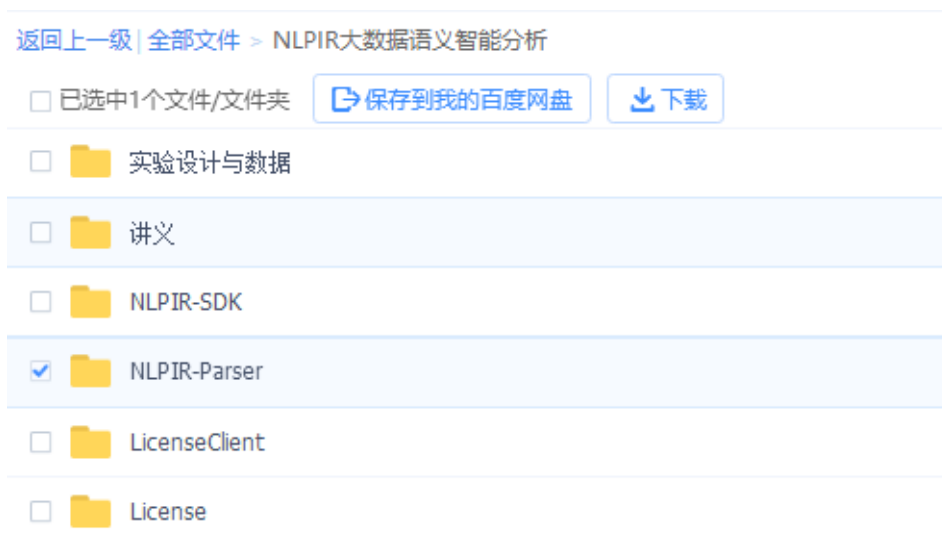 返回上一级 | 全部文件 > NLPIR大数据语义智能分析
已选中1个文件/文件夹 保存到我的百度网盘 下载
实验设计与数据
讲义
NLPIR-SDK
NLPIR-Parser
LicenseClient
License